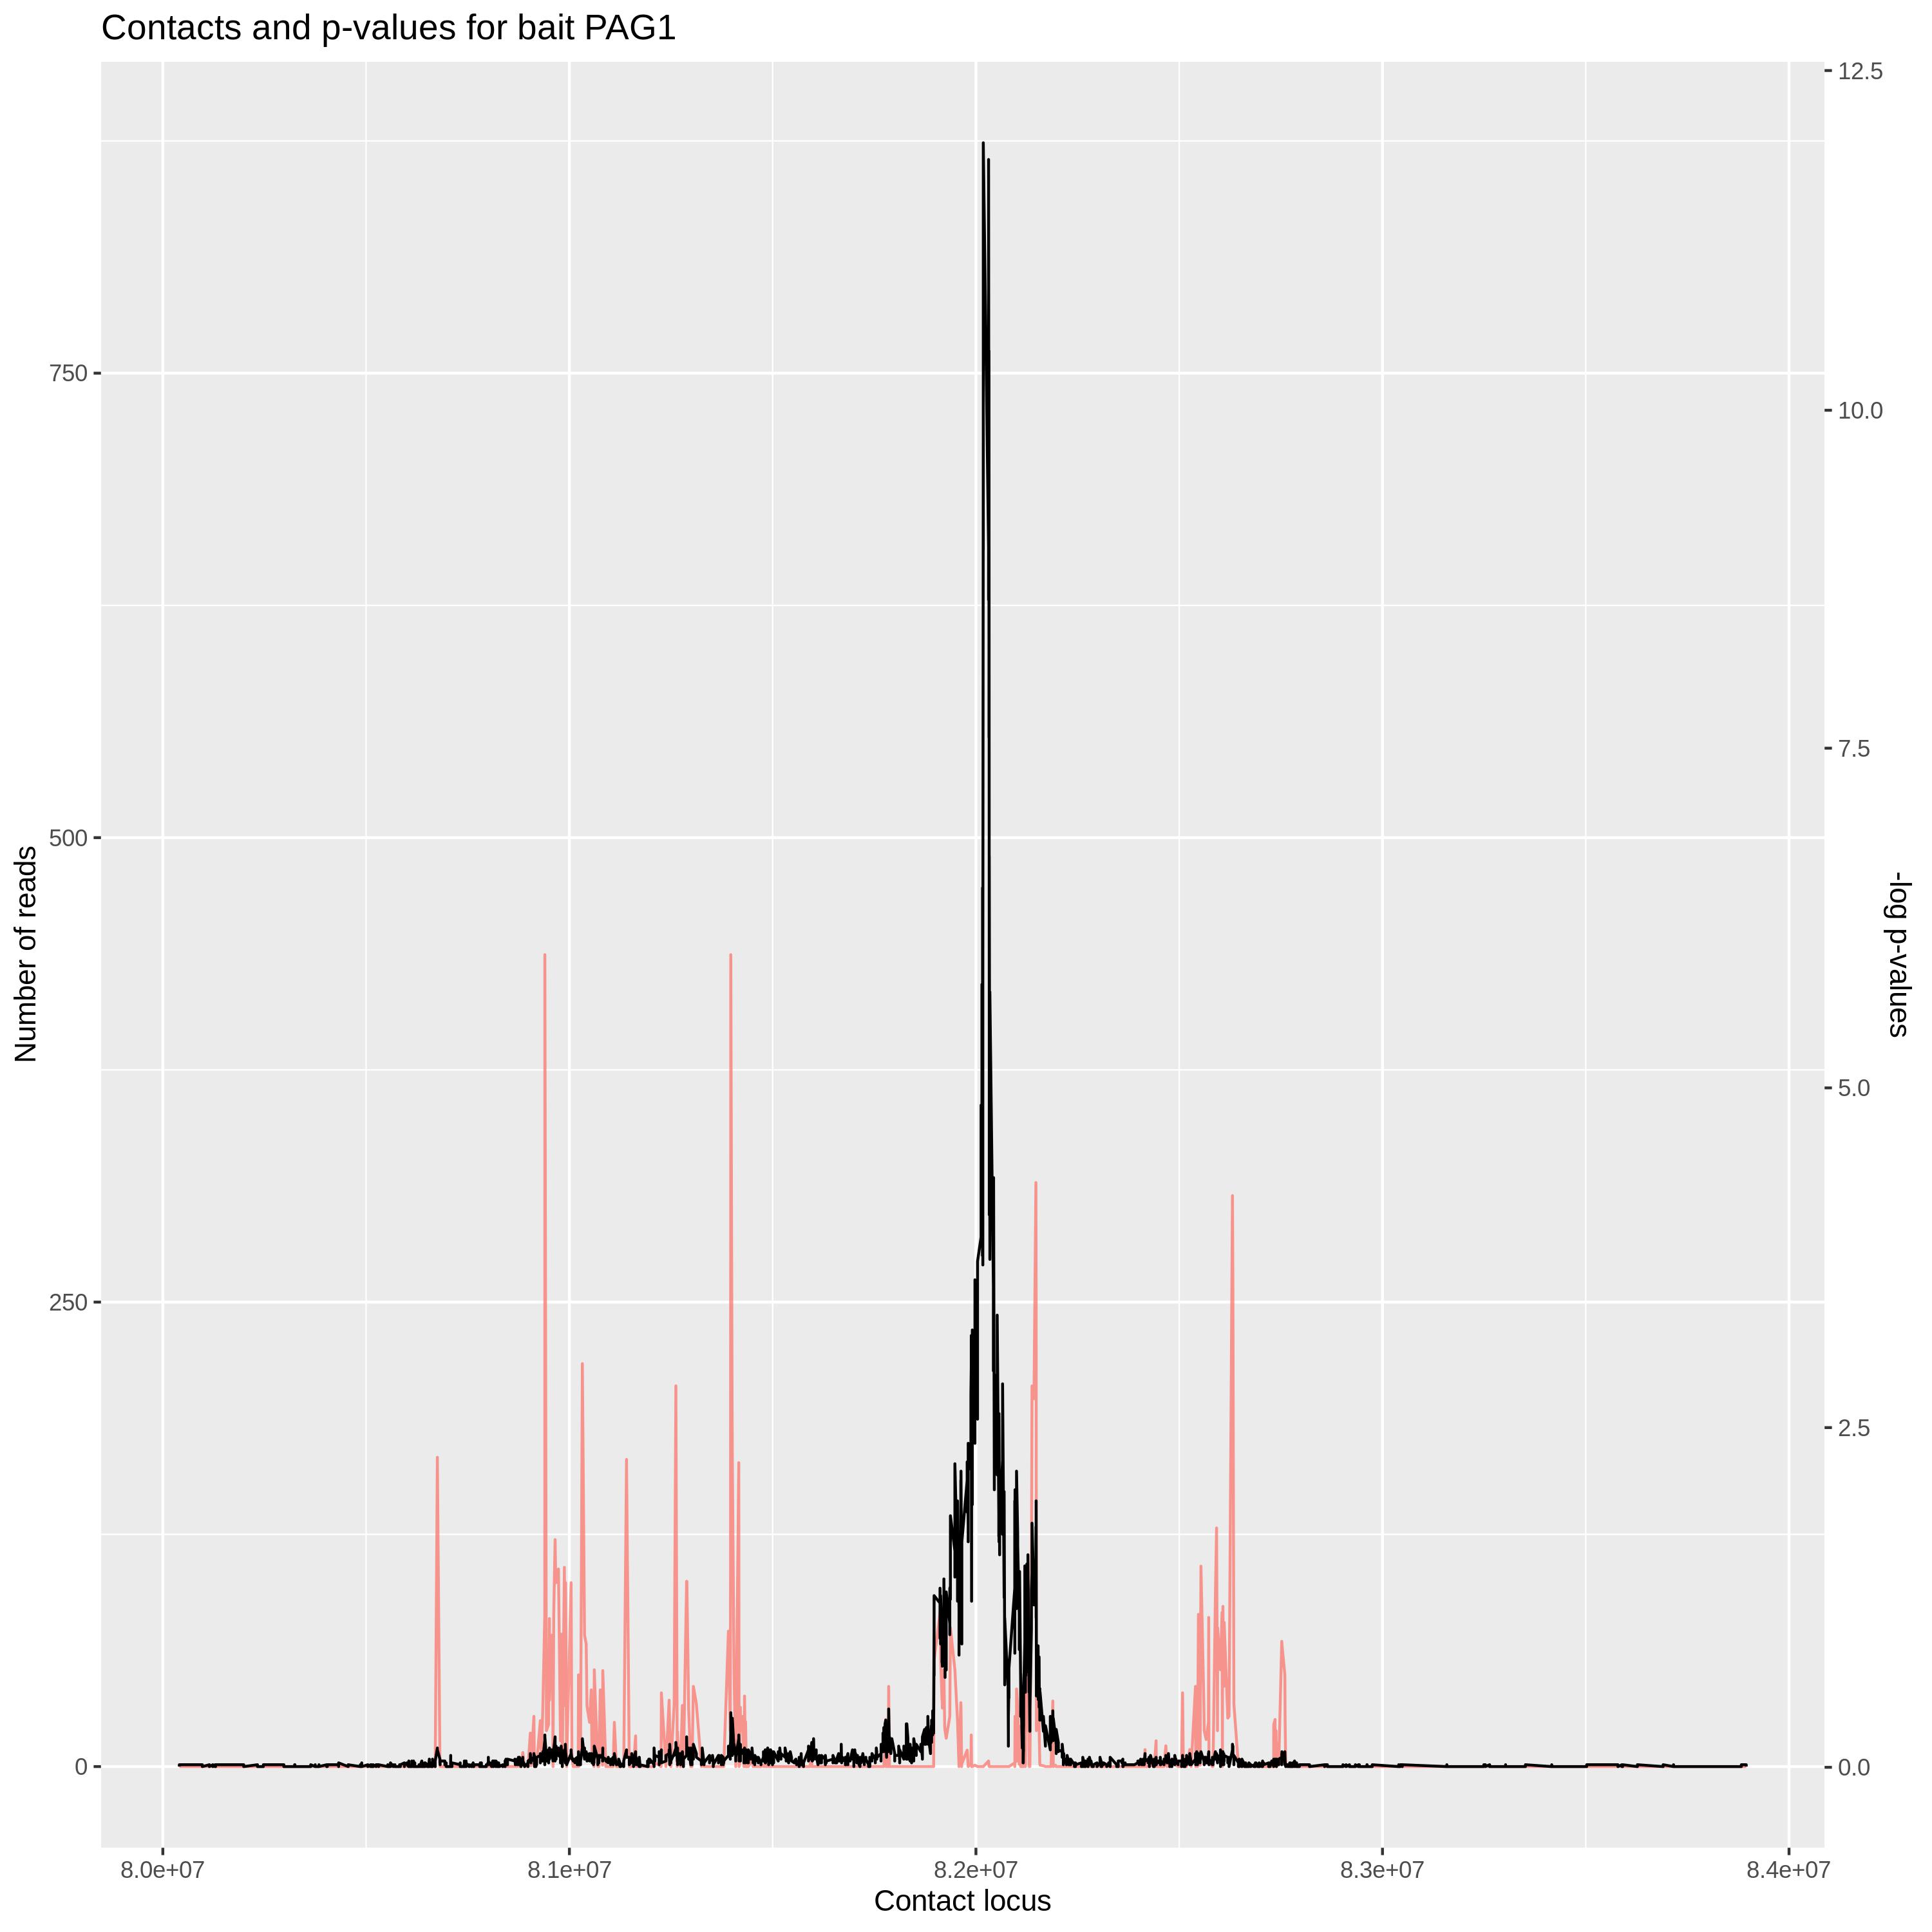 Contacts and p-values for bait PAG1
12.5
10.0
7.5
5.0
2.5
0.0
750
500
250
0
Number of reads
-log p-values
8.0e+07
8.1e+07
8.2e+07
8.3e+07
8.4e+07
Contact locus